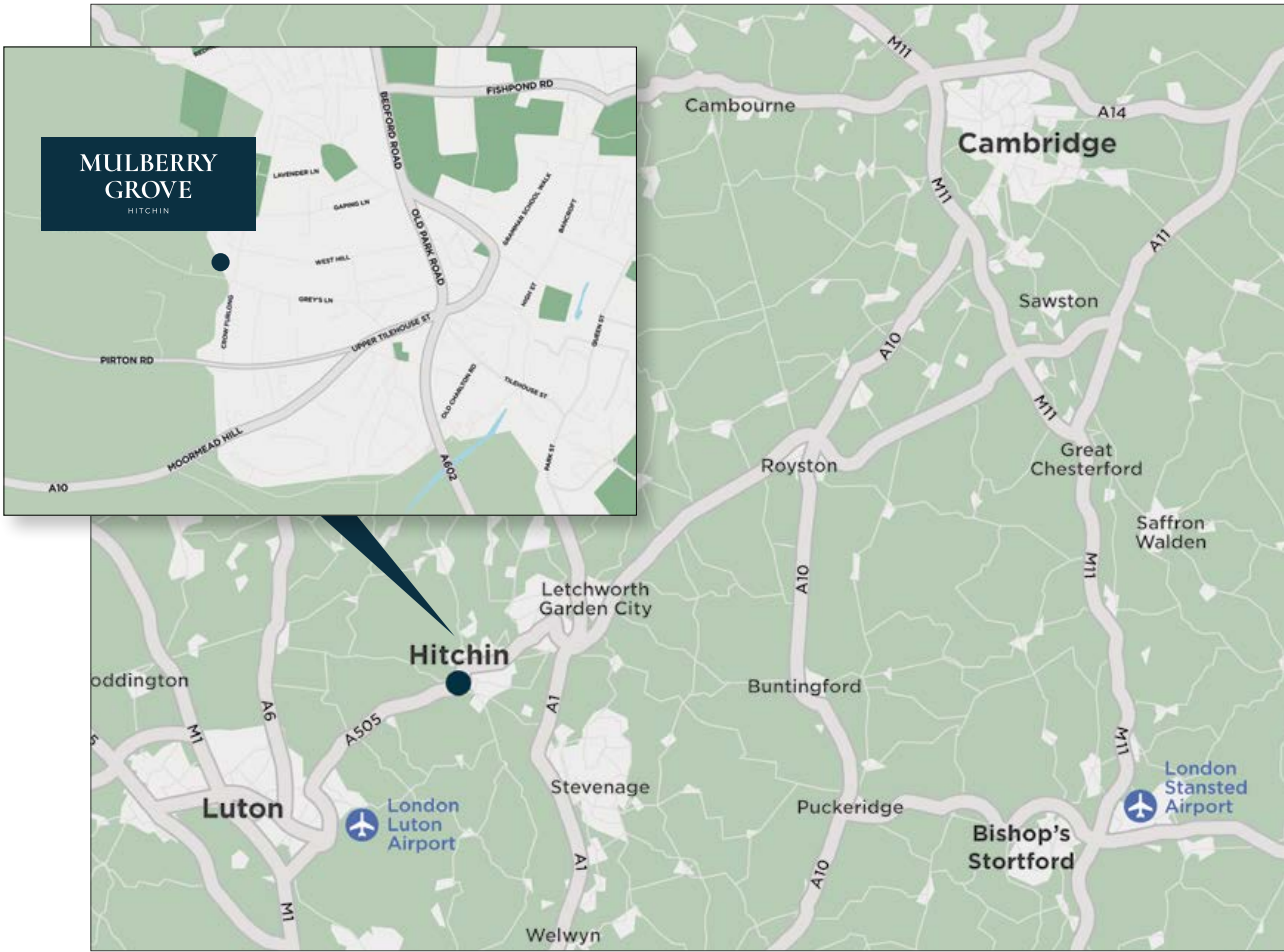 MULBERRY
GROVE
HITCHIN
BEDFORD ROAD
FISHPOND RD
LAVENDER LN
GAPING LN
WEST HILL
GREY'S LN
CROW FURLONG
OLD PARK ROAD
GRAMMAR SCHOOL WALK
BANCROFT
HIGH ST
QUEEN ST
UPPER TILEHOUSE ST
PIRTON RD
OLD CHARLTON RD
TILEHOUSE ST
MOORMEAD HILL
A602
PARK ST
A10
M11
Cambourne
A14
Cambridge
M11
A11
Sawston
A10
M11
Royston
Great
Chesterford
Saffron
Walden
M11
A10
Letchworth
Garden City
Hitchin
oddington
Buntingford
A6
A1
M1
A505
M11
5
Stevenage
London
Stansted
Airport
Luton
London
Luton
Airport
Puckeridge
Bishop's
Stortford
A1
A10
M1
Welwyn